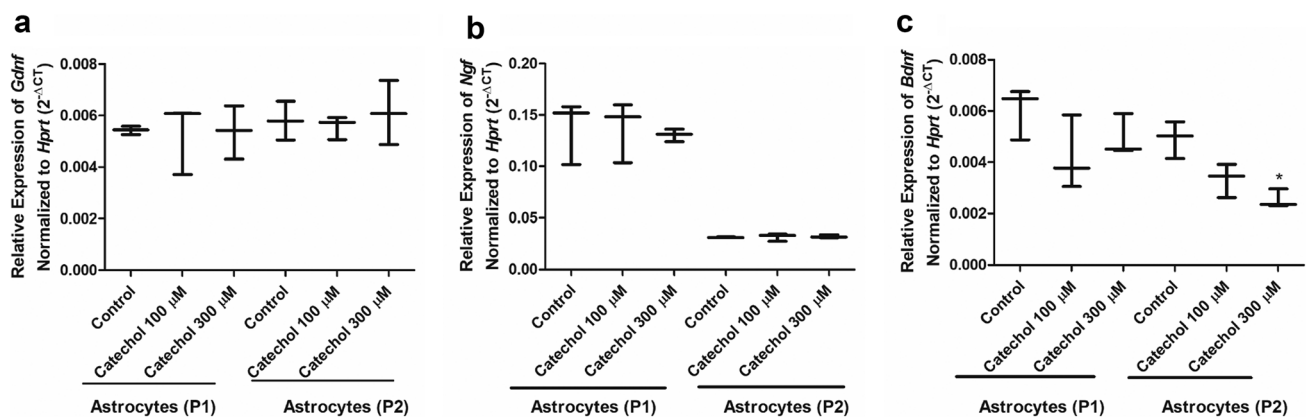 a
Relative Expression of Gdnf
Normalized to Hprt (2-ΔCT)
0.008
0.006
0.004
0.002
0.000
Control
Catechol 100 µM
Catechol 300 µM
Control
Catechol 100 µM
Catechol 300 µM
Astrocytes (P1)
Astrocytes (P2)
b
Relative Expression of Ngf
Normalized to Hprt (2-ΔCT)
0.20
0.15
0.10
0.05
0.00
Control
Catechol 100 µM
Catechol 300 µM
Control
Catechol 100 µM
Catechol 300 µM
Astrocytes (P1)
Astrocytes (P2)
c
Relative Expression of Bdnf
Normalized to Hprt (2-ΔCT)
0.008
0.006
0.004
0.002
0.000
*
Control
Catechol 100 µM
Catechol 300 µM
Control
Catechol 100 µM
Catechol 300 µM
Astrocytes (P1)
Astrocytes (P2)